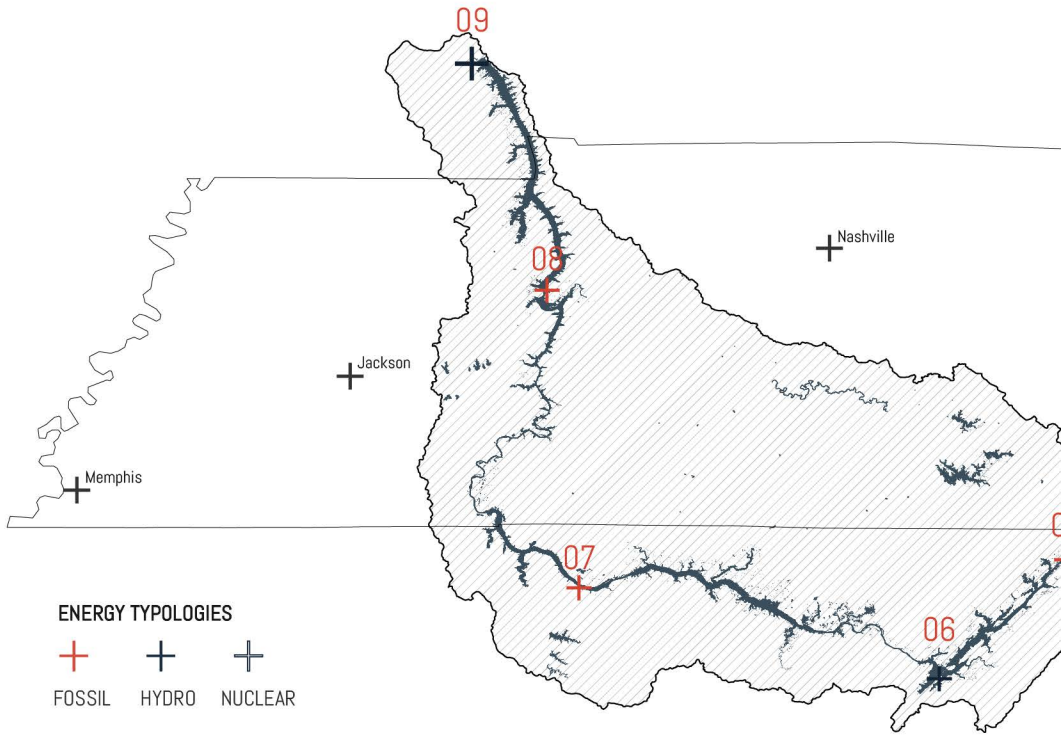 09
Nashville
08
Jackson
Memphis
07
06
ENERGY TYPOLOGIES
FOSSIL HYDRO NUCLEAR